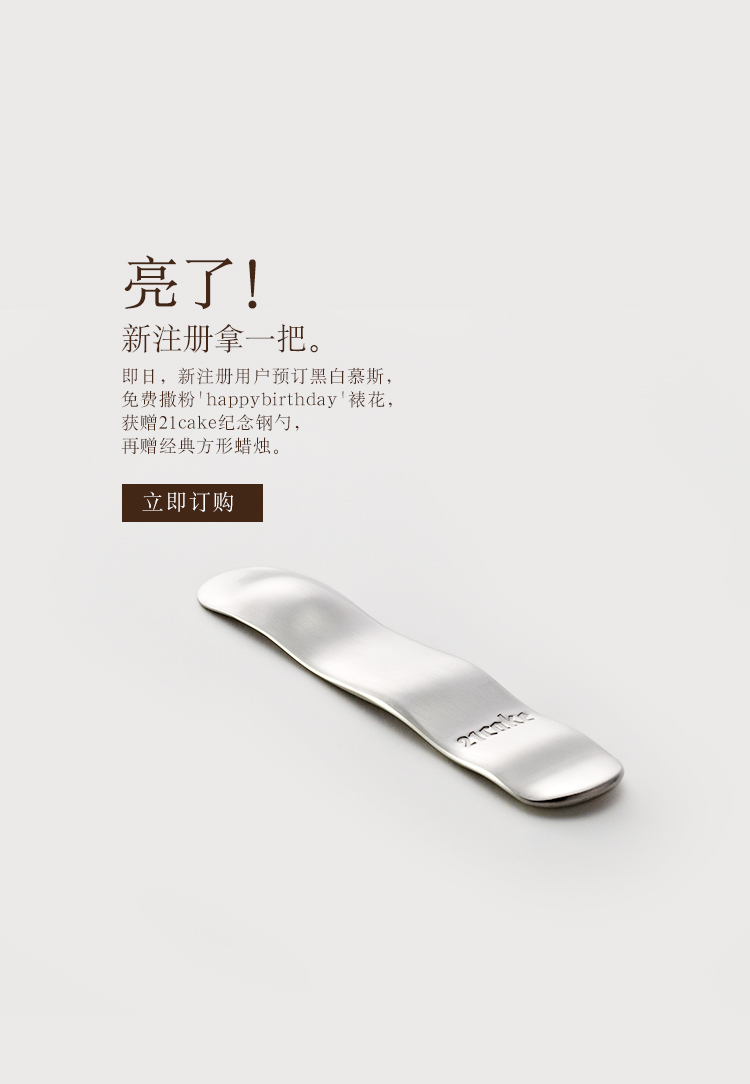 亮了!
新注册拿一把。
即日，新注册用户预订黑白慕斯，
免费撒粉'happybirthday'裱花，
获赠21cake纪念钢勺，
再赠经典方形蜡烛。
立即订购
21cake